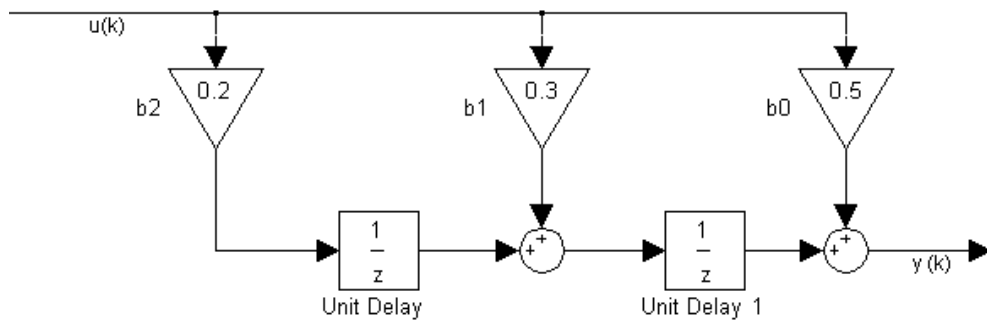 u(k)
0.2
0.3
0.5
b2
b1
b0
1
z
+
+
1
z
+
+
y (k)
Unit Delay
Unit Delay 1